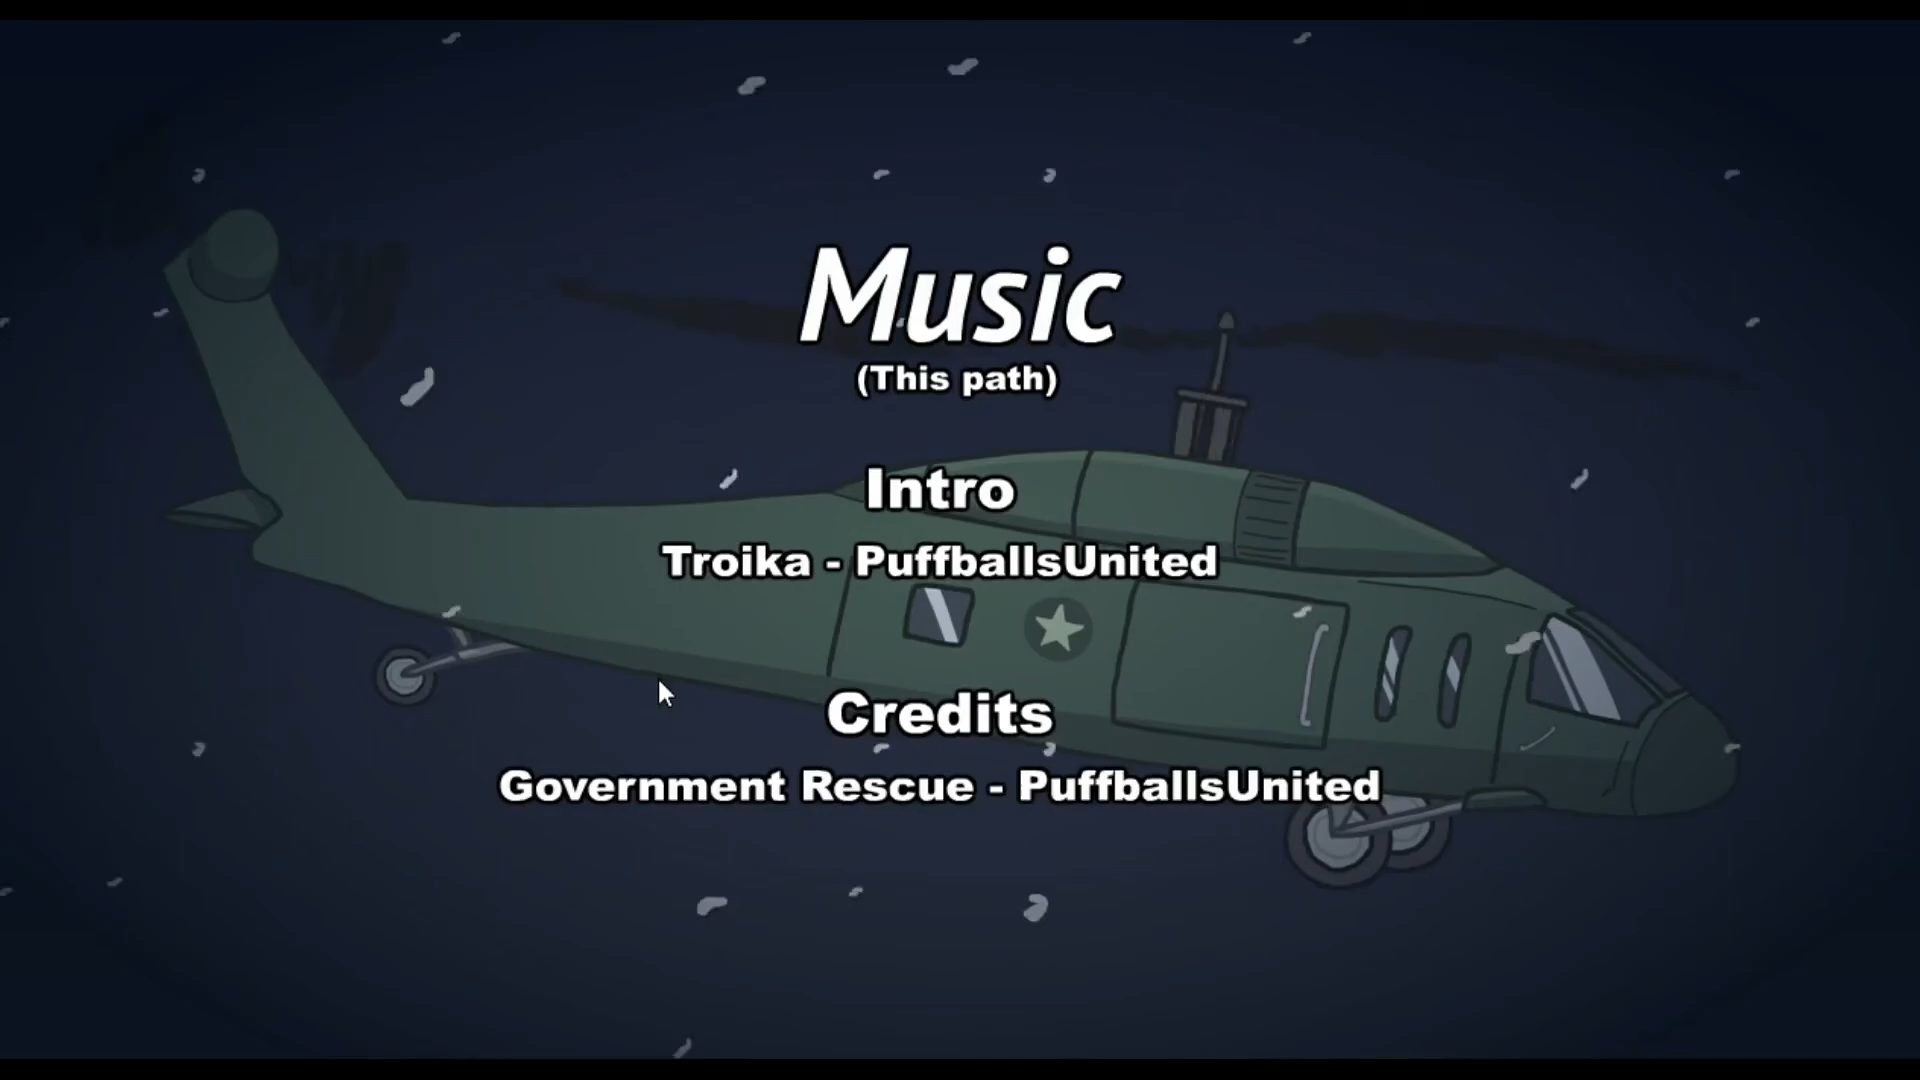 Music
(This path)
Intro
Troika - PuffballsUnited
Credits
Government Rescue - PuffballsUnited